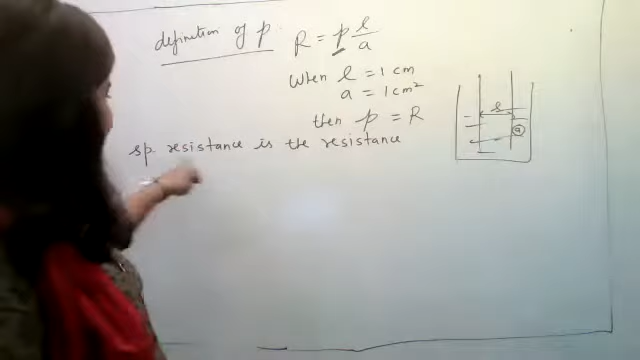 definition of ρ R = ρ l/a
When l = 1 cm
a = 1 cm²
then ρ = R
sp resistance is the resistance
l
a